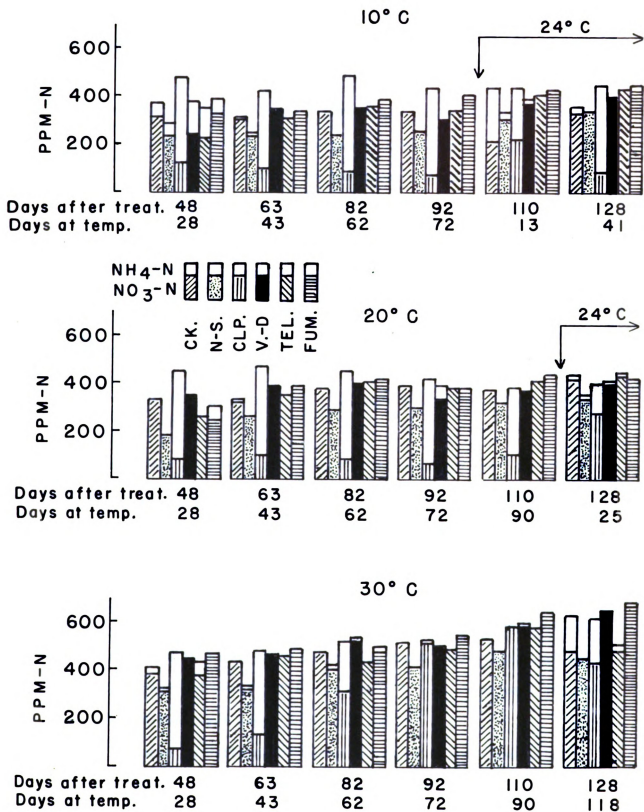 10° C
24° C
600
400
200
PPM-N
Days after treat. 48 63 82 92 110 128
Days at temp. 28 43 62 72 13 41
NH4-N
NO3-N
CK.
N-S.
CLP.
V.-D
TEL.
FUM.
20° C
24° C
600
400
200
PPM-N
Days after treat. 48 63 82 92 110 128
Days at temp. 28 43 62 72 90 25
30° C
600
400
200
PPM-N
Days after treat. 48 63 82 92 110 128
Days at temp. 28 43 62 72 90 118